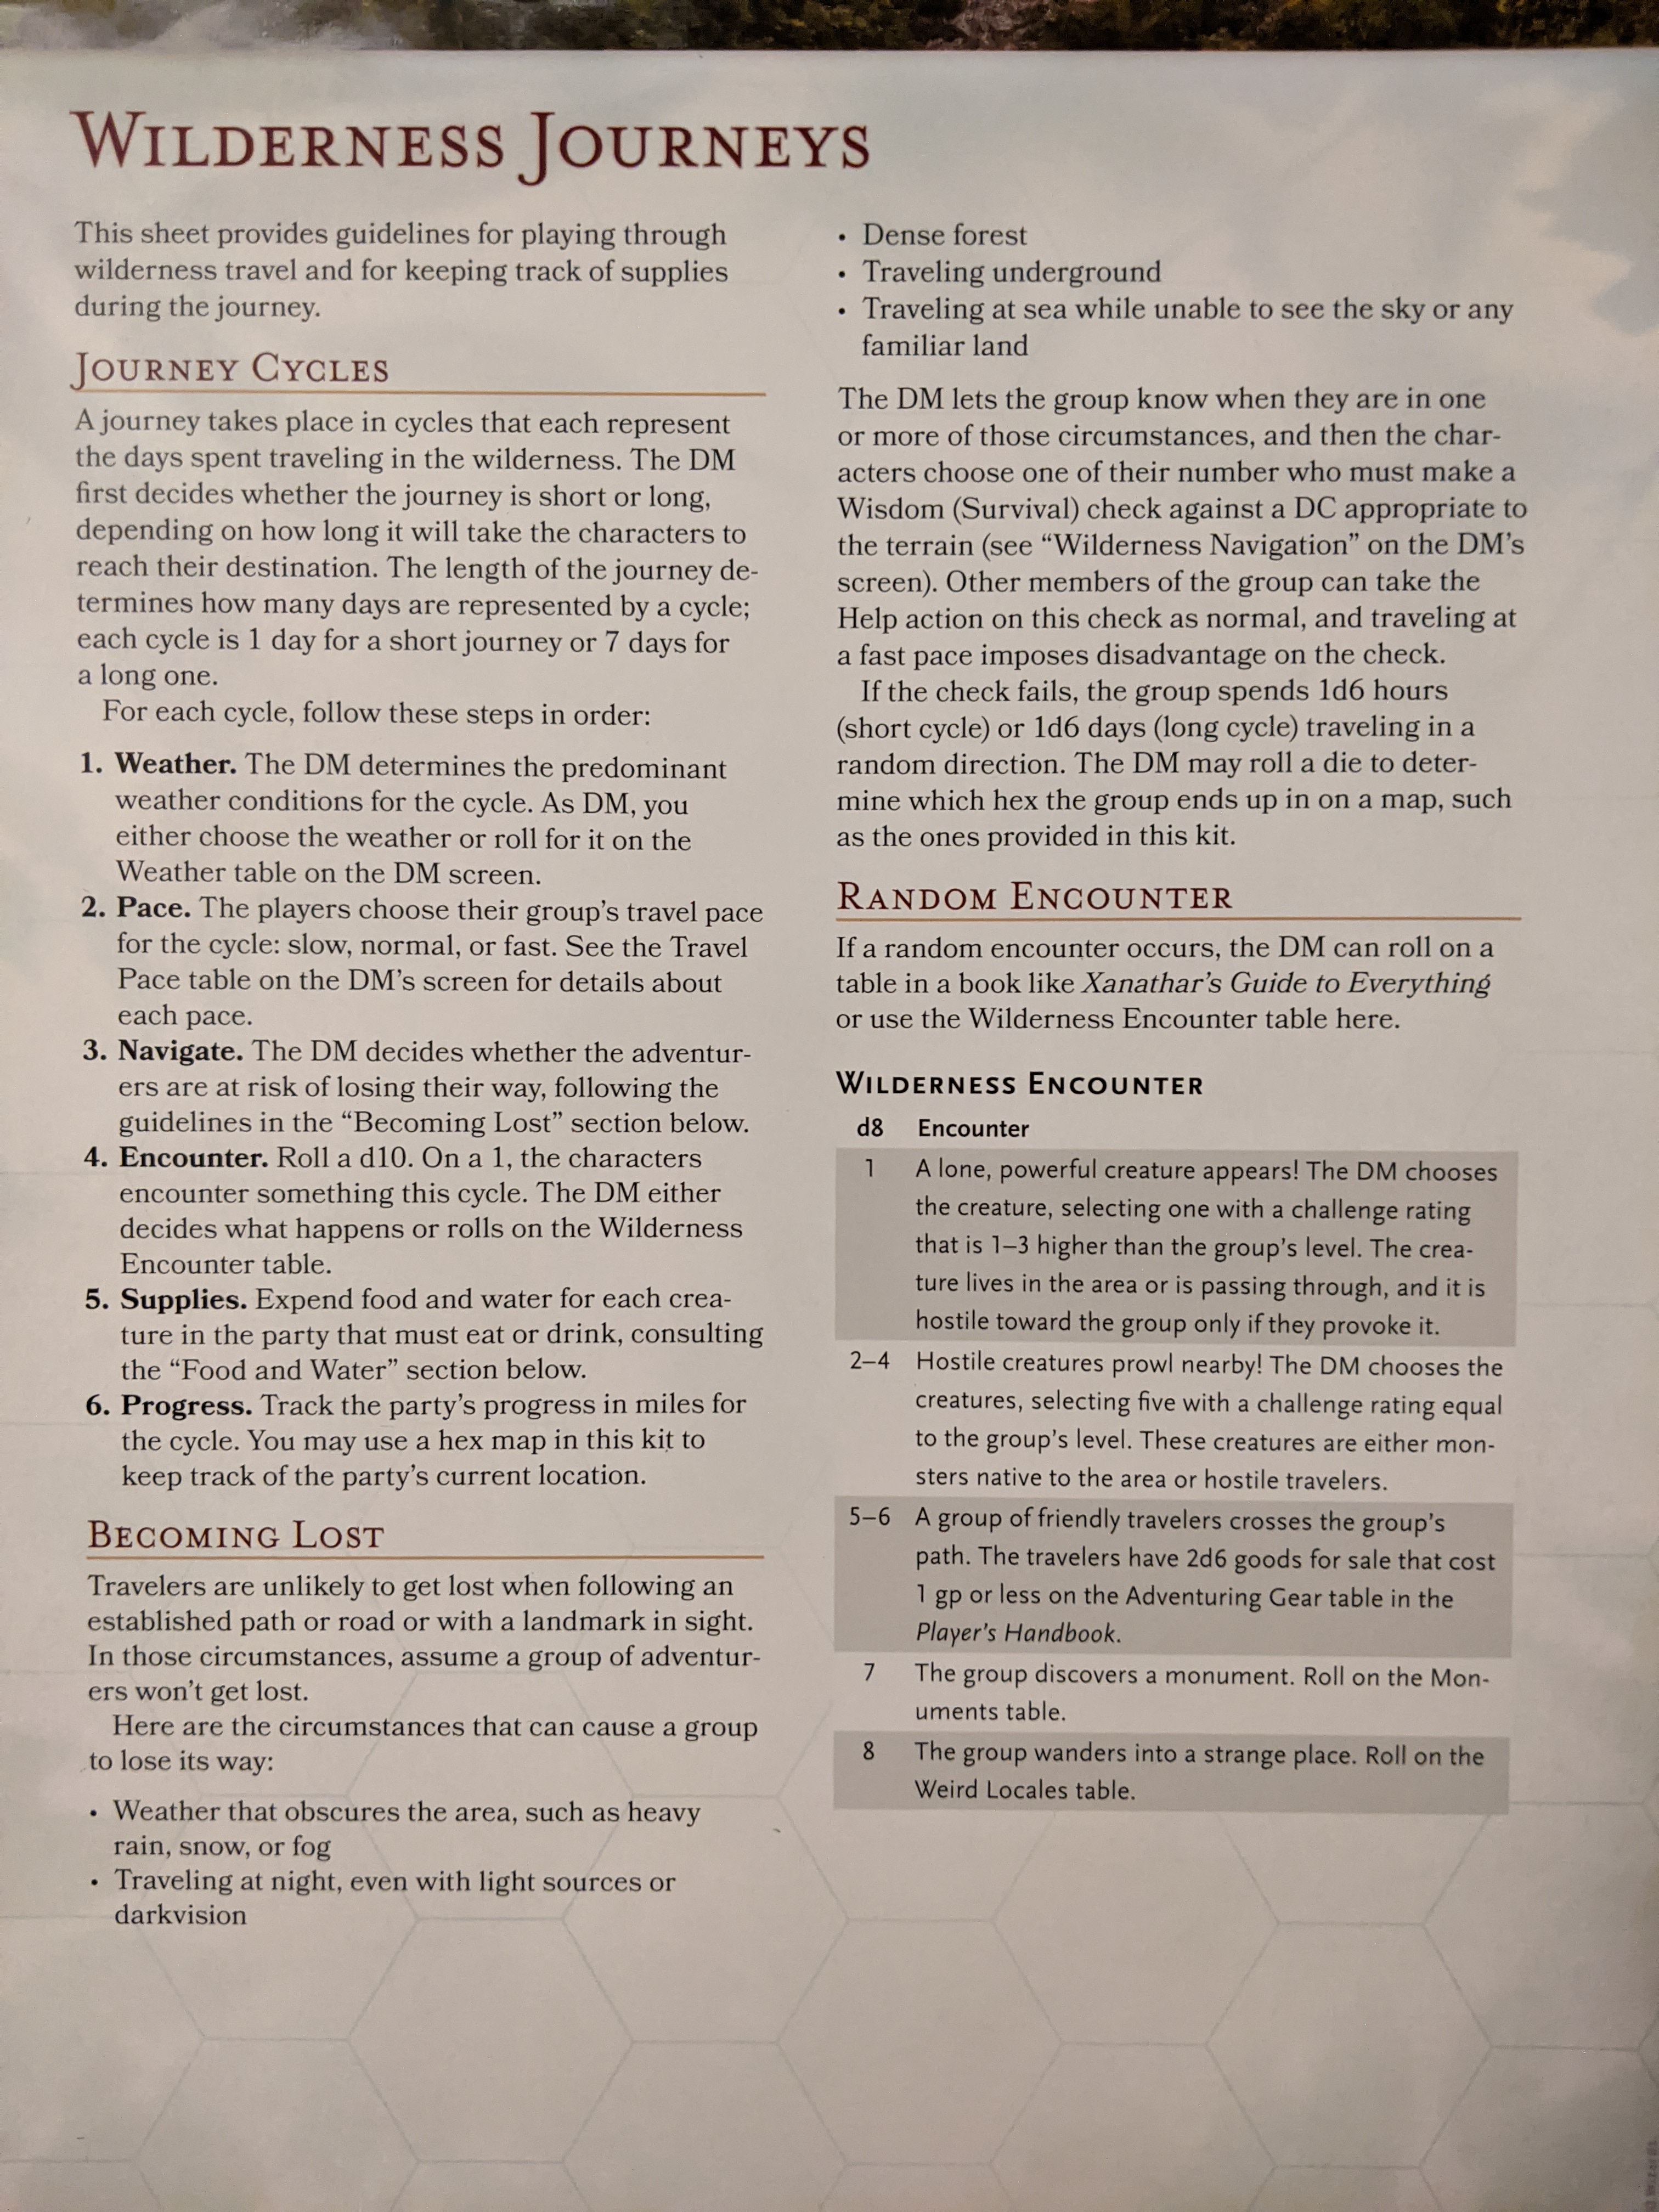 Wilderness Journeys
This sheet provides guidelines for playing through
wilderness travel and for keeping track of supplies
during the journey.
Journey Cycles
A journey takes place in cycles that each represent
the days spent traveling in the wilderness. The DM
first decides whether the journey is short or long,
depending on how long it will take the characters to
reach their destination. The length of the journey de-
termines how many days are represented by a cycle;
each cycle is 1 day for a short journey or 7 days for
a long one.
For each cycle, follow these steps in order:
1. Weather. The DM determines the predominant
weather conditions for the cycle. As DM, you
either choose the weather or roll for it on the
Weather table on the DM screen.
2. Pace. The players choose their group's travel pace
for the cycle: slow, normal, or fast. See the Travel
Pace table on the DM's screen for details about
each pace.
3. Navigate. The DM decides whether the adventur-
ers are at risk of losing their way, following the
guidelines in the “Becoming Lost” section below.
4. Encounter. Roll a d10. On a 1, the characters
encounter something this cycle. The DM either
decides what happens or rolls on the Wilderness
Encounter table.
5. Supplies. Expend food and water for each crea-
ture in the party that must eat or drink, consulting
the “Food and Water” section below.
6. Progress. Track the party's progress in miles for
the cycle. You may use a hex map in this kit to
keep track of the party's current location.
Becoming Lost
Travelers are unlikely to get lost when following an
established path or road or with a landmark in sight.
In those circumstances, assume a group of adventur-
ers won't get lost.
Here are the circumstances that can cause a group
to lose its way:
• Weather that obscures the area, such as heavy
rain, snow, or fog
• Traveling at night, even with light sources or
darkvision
• Dense forest
• Traveling underground
• Traveling at sea while unable to see the sky or any
familiar land
The DM lets the group know when they are in one
or more of those circumstances, and then the char-
acters choose one of their number who must make a
Wisdom (Survival) check against a DC appropriate to
the terrain (see “Wilderness Navigation” on the DM's
screen). Other members of the group can take the
Help action on this check as normal, and traveling at
a fast pace imposes disadvantage on the check.
If the check fails, the group spends 1d6 hours
(short cycle) or 1d6 days (long cycle) traveling in a
random direction. The DM may roll a die to deter-
mine which hex the group ends up in on a map, such
as the ones provided in this kit.
Random Encounter
If a random encounter occurs, the DM can roll on a
table in a book like Xanathar's Guide to Everything
or use the Wilderness Encounter table here.
Wilderness Encounter
d8 Encounter
1 A lone, powerful creature appears! The DM chooses
the creature, selecting one with a challenge rating
that is 1–3 higher than the group's level. The crea-
ture lives in the area or is passing through, and it is
hostile toward the group only if they provoke it.
2–4 Hostile creatures prowl nearby! The DM chooses the
creatures, selecting five with a challenge rating equal
to the group's level. These creatures are either mon-
sters native to the area or hostile travelers.
5–6 A group of friendly travelers crosses the group's
path. The travelers have 2d6 goods for sale that cost
1 gp or less on the Adventuring Gear table in the
Player's Handbook.
7 The group discovers a monument. Roll on the Mon-
uments table.
8 The group wanders into a strange place. Roll on the
Weird Locales table.